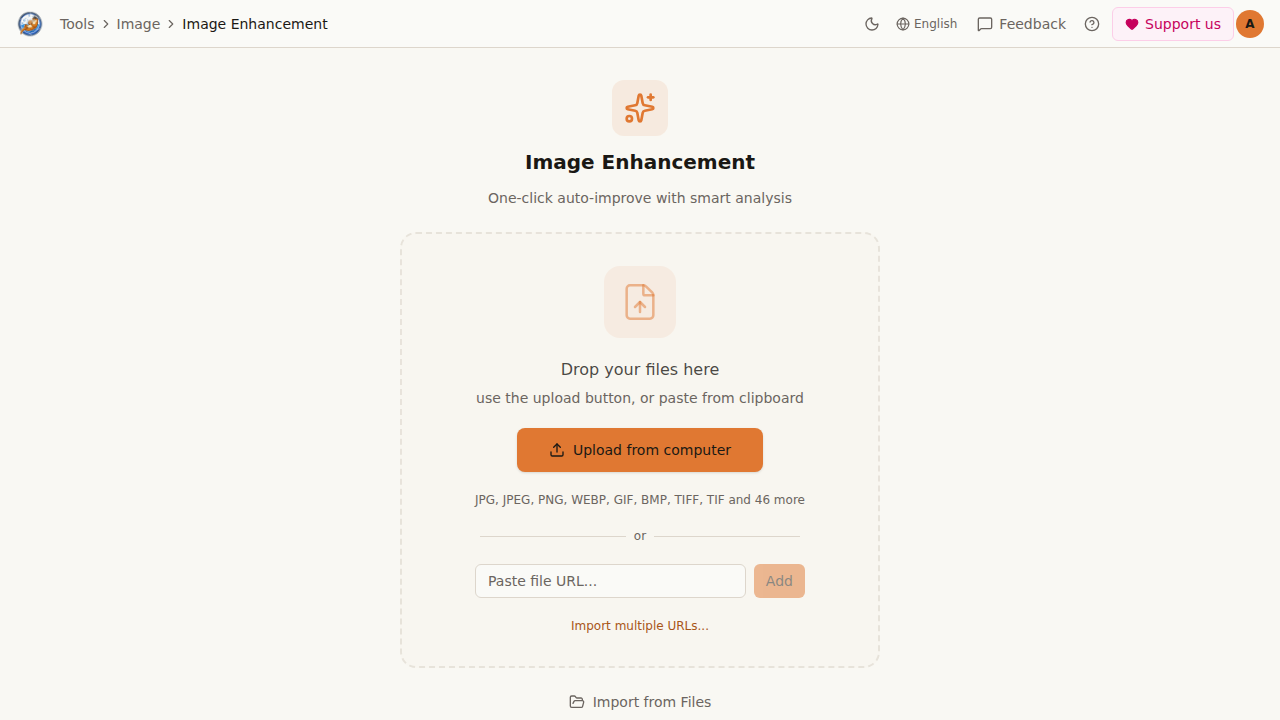 Tools > Image > Image Enhancement
English
Feedback
Support us
A
Image Enhancement
One-click auto-improve with smart analysis
Drop your files here
use the upload button, or paste from clipboard
Upload from computer
JPG, JPEG, PNG, WEBP, GIF, BMP, TIFF, TIF and 46 more
or
Paste file URL...
Add
Import multiple URLs...
Import from Files